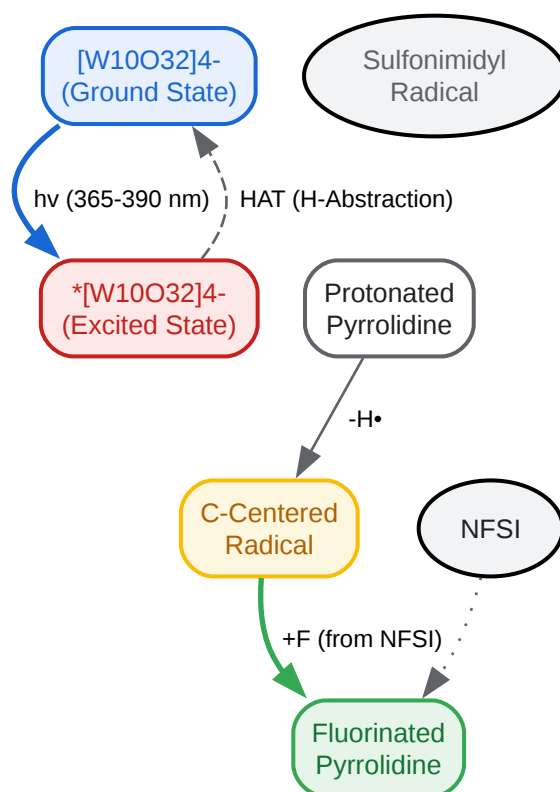 [W10O32]4-
(Ground State)
Sulfonimidyl
Radical
hv (365-390 nm)
HAT (H-Abstraction)
*[W10O32]4-
(Excited State)
Protonated
Pyrrolidine
-H•
C-Centered
Radical
NFSI
+F (from NFSI)
Fluorinated
Pyrrolidine